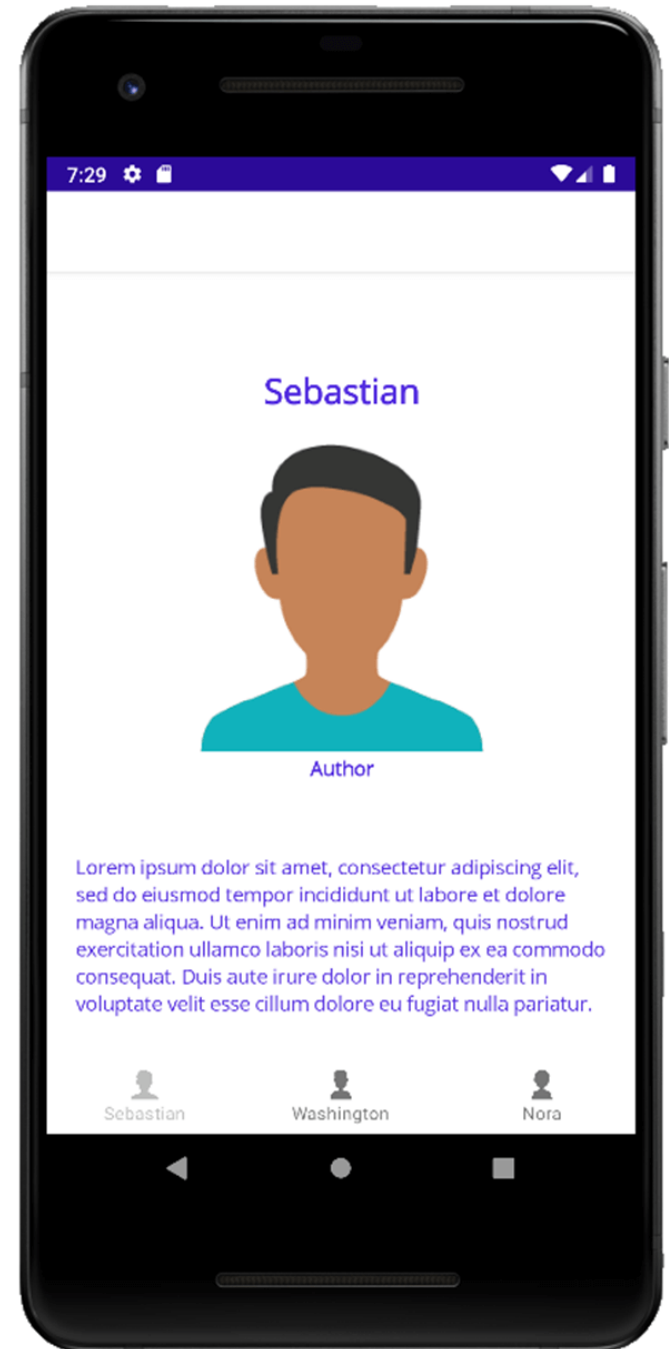 7:29
Sebastian
Author
Lorem ipsum dolor sit amet, consectetur adipiscing elit,
sed do eiusmod tempor incididunt ut labore et dolore
magna aliqua. Ut enim ad minim veniam, quis nostrud
exercitation ullamco laboris nisi ut aliquip ex ea commodo
consequat. Duis aute irure dolor in reprehenderit in
voluptate velit esse cillum dolore eu fugiat nulla pariatur.
Sebastian Washington Nora